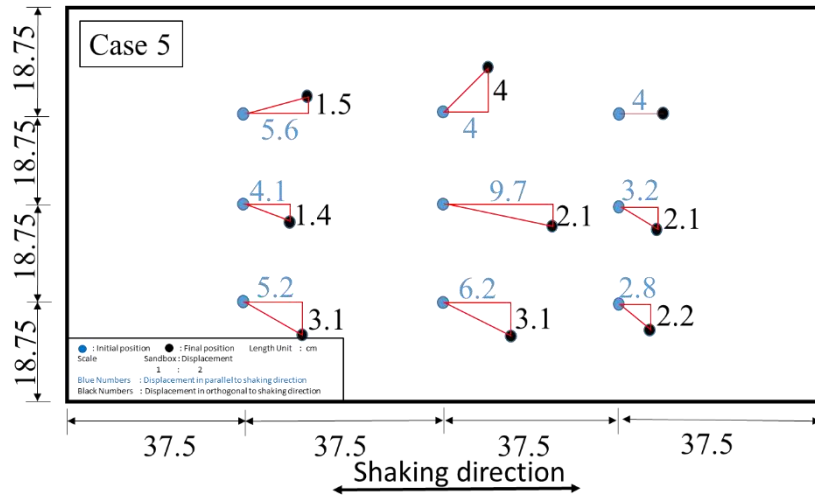 Case 5
18.75
18.75
18.75
18.75
1.5
5.6
4
4
4
4.1
1.4
9.7
2.1
3.2
2.1
5.2
3.1
6.2
3.1
2.8
2.2
: Initial position : Final position Length Unit : cm
Scale Sandbox : Displacement
1 : 2
Blue Numbers : Displacement in parallel to shaking direction
Black Numbers : Displacement in orthogonal to shaking direction
37.5 37.5 37.5 37.5
Shaking direction